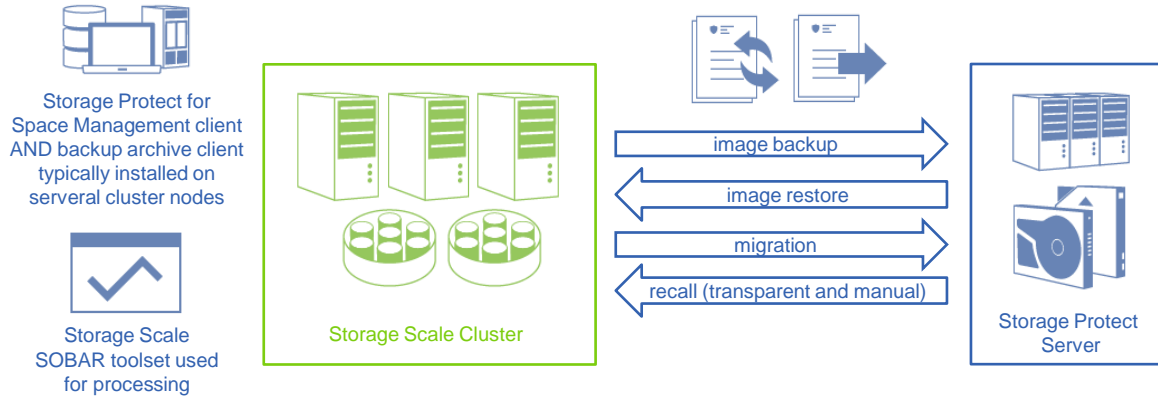 Storage Protect for
Space Management client
AND backup archive client
typically installed on
serveral cluster nodes
Storage Scale
SOBAR toolset used
for processing
Storage Scale Cluster
image backup
image restore
migration
recall (transparent and manual)
Storage Protect
Server